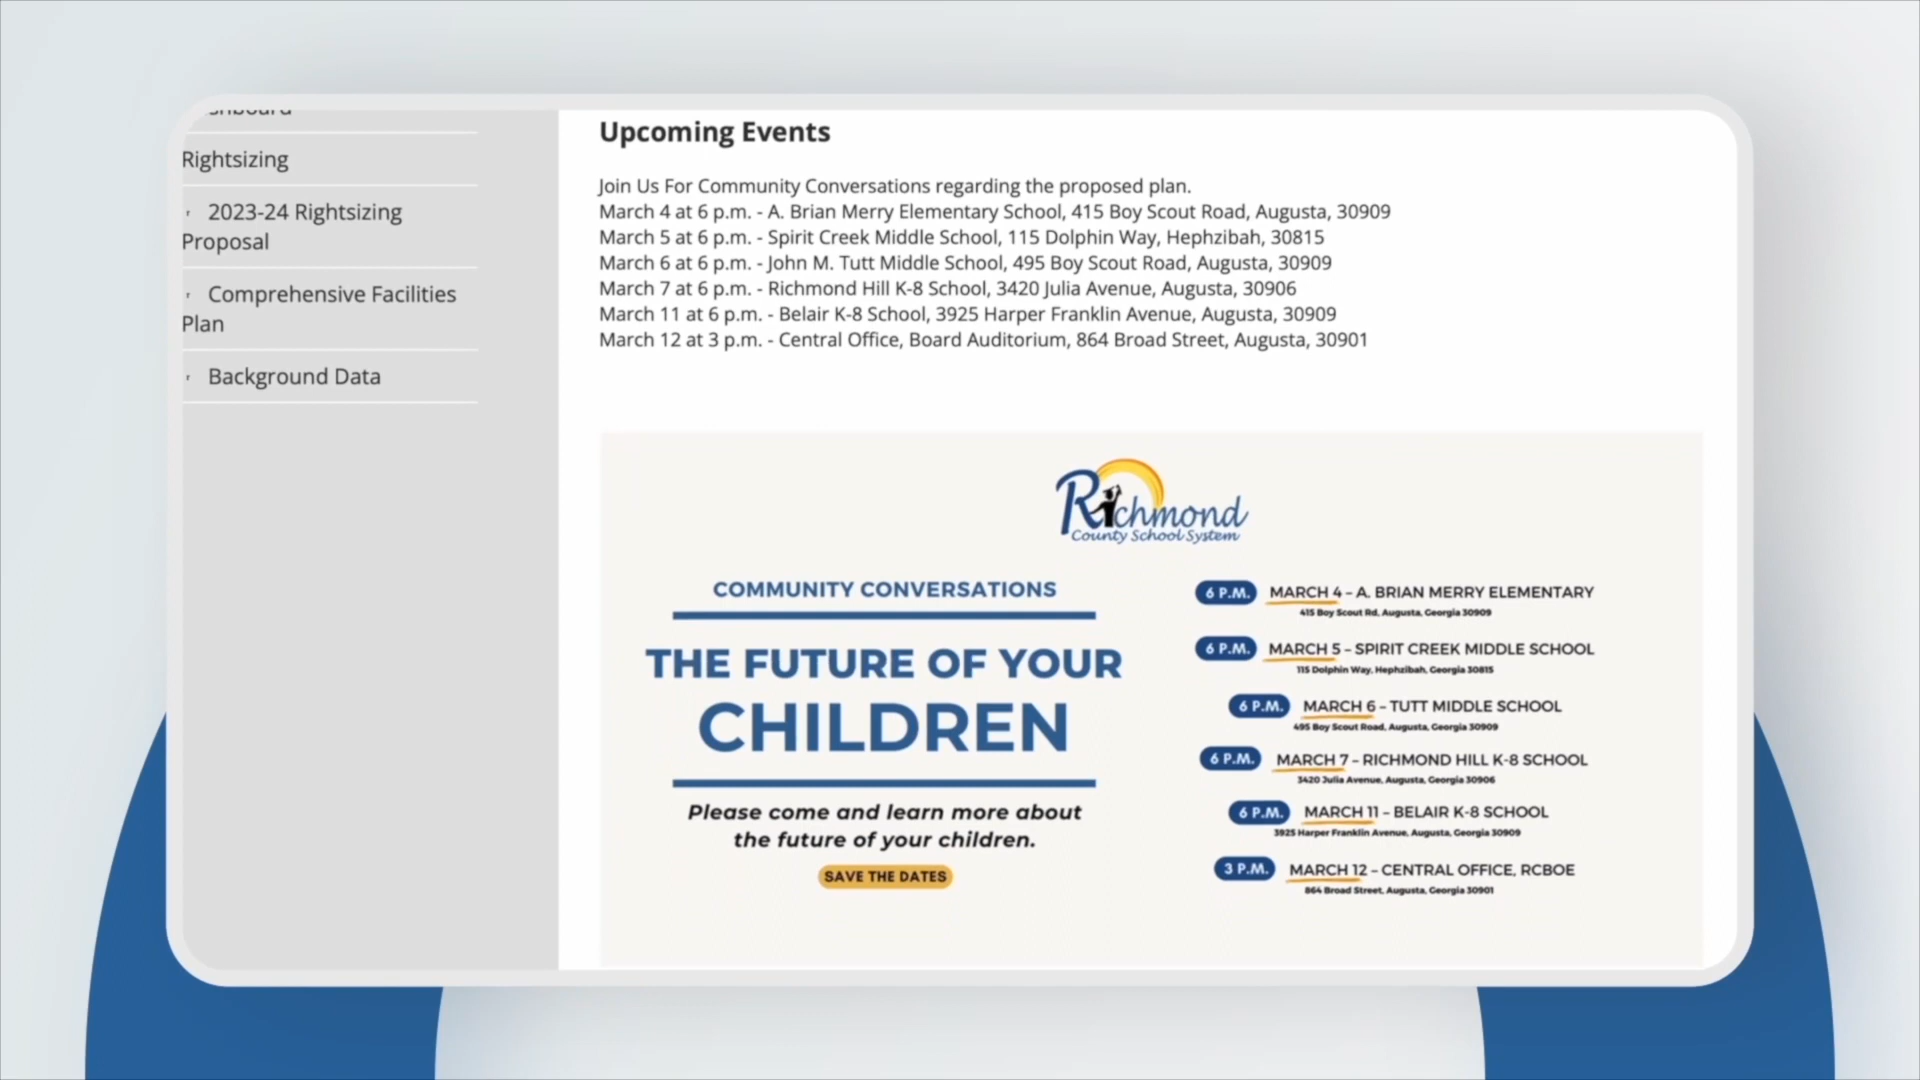 Rightsizing
2023-24 Rightsizing
Proposal
Comprehensive Facilities
Plan
Background Data
Upcoming Events
Join Us For Community Conversations regarding the proposed plan.
March 4 at 6 p.m. - A. Brian Merry Elementary School, 415 Boy Scout Road, Augusta, 30909
March 5 at 6 p.m. - Spirit Creek Middle School, 115 Dolphin Way, Hephzibah, 30815
March 6 at 6 p.m. - John M. Tutt Middle School, 495 Boy Scout Road, Augusta, 30909
March 7 at 6 p.m. - Richmond Hill K-8 School, 3420 Julia Avenue, Augusta, 30906
March 11 at 6 p.m. - Belair K-8 School, 3925 Harper Franklin Avenue, Augusta, 30909
March 12 at 3 p.m. - Central Office, Board Auditorium, 864 Broad Street, Augusta, 30901
Richmond
County School System
COMMUNITY CONVERSATIONS
THE FUTURE OF YOUR
CHILDREN
Please come and learn more about
the future of your children.
SAVE THE DATES
6 P.M. MARCH 4 – A. BRIAN MERRY ELEMENTARY
415 Boy Scout Rd, Augusta, Georgia 30909
6 P.M. MARCH 5 – SPIRIT CREEK MIDDLE SCHOOL
115 Dolphin Way, Hephzibah, Georgia 30815
6 P.M. MARCH 6 – TUTT MIDDLE SCHOOL
495 Boy Scout Road, Augusta, Georgia 30909
6 P.M. MARCH 7 – RICHMOND HILL K-8 SCHOOL
3420 Julia Avenue, Augusta, Georgia 30906
6 P.M. MARCH 11 – BELAIR K-8 SCHOOL
3925 Harper Franklin Avenue, Augusta, Georgia 30909
3 P.M. MARCH 12 – CENTRAL OFFICE, RCBOE
864 Broad Street, Augusta, Georgia 30901